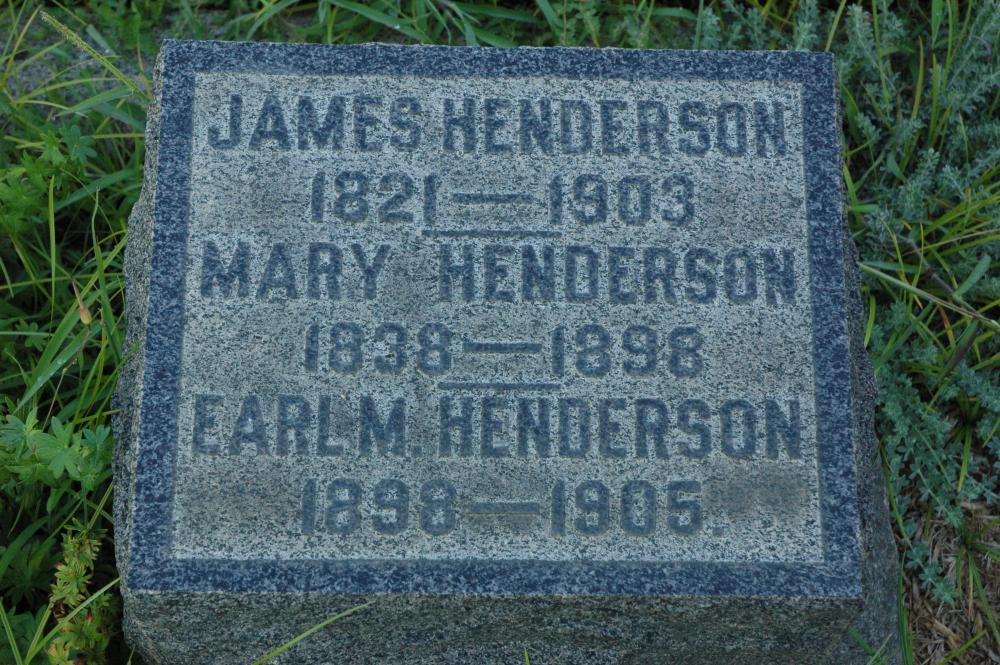 JAMES HENDERSON
1821 — 1903
MARY HENDERSON
1838 — 1898
EARL M. HENDERSON
1898 — 1905.